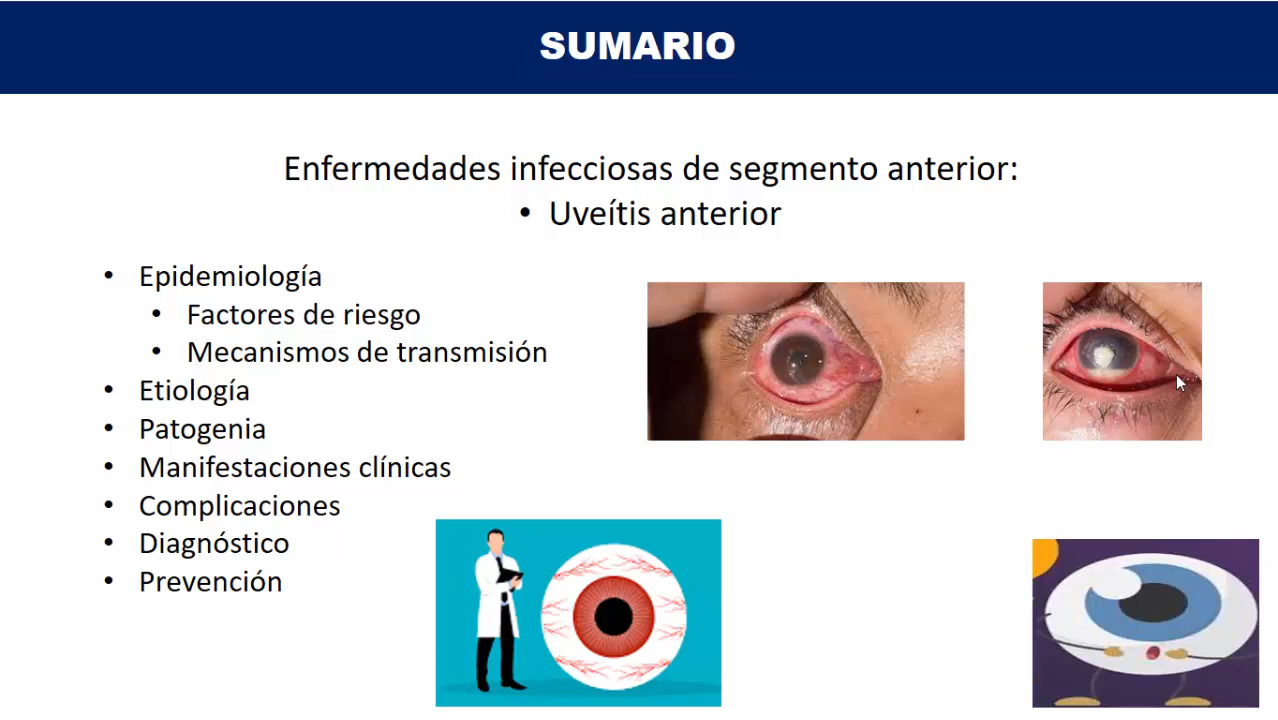 SUMARIO
Enfermedades infecciosas de segmento anterior:
• Uveítis anterior
• Epidemiología
• Factores de riesgo
• Mecanismos de transmisión
• Etiología
• Patogenia
• Manifestaciones clínicas
• Complicaciones
• Diagnóstico
• Prevención